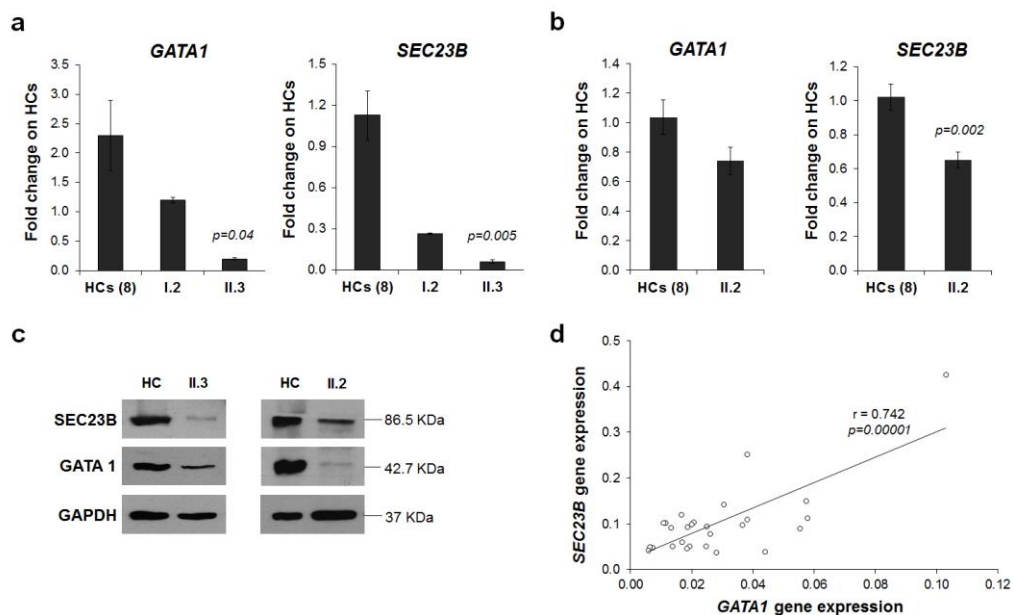 a
GATA1
Fold change on HCs
3.5
3.0
2.5
2.0
1.5
1.0
0.5
0.0
p=0.04
HCs (8) I.2 II.3
SEC23B
Fold change on HCs
1.5
1.2
0.9
0.6
0.3
0.0
p=0.005
HCs (8) I.2 II.3
b
GATA1
Fold change on HCs
1.4
1.2
1.0
0.8
0.6
0.4
0.2
0.0
HCs (8) II.2
SEC23B
Fold change on HCs
1.2
1.0
0.8
0.6
0.4
0.2
0.0
p=0.002
HCs (8) II.2
c
HC II.3 HC II.2
SEC23B 86.5 KDa
GATA 1 42.7 KDa
GAPDH 37 KDa
d
SEC23B gene expression
0.5
0.4
0.3
0.2
0.1
0.0
r = 0.742
p=0.00001
0.00 0.02 0.04 0.06 0.08 0.10 0.12
GATA1 gene expression